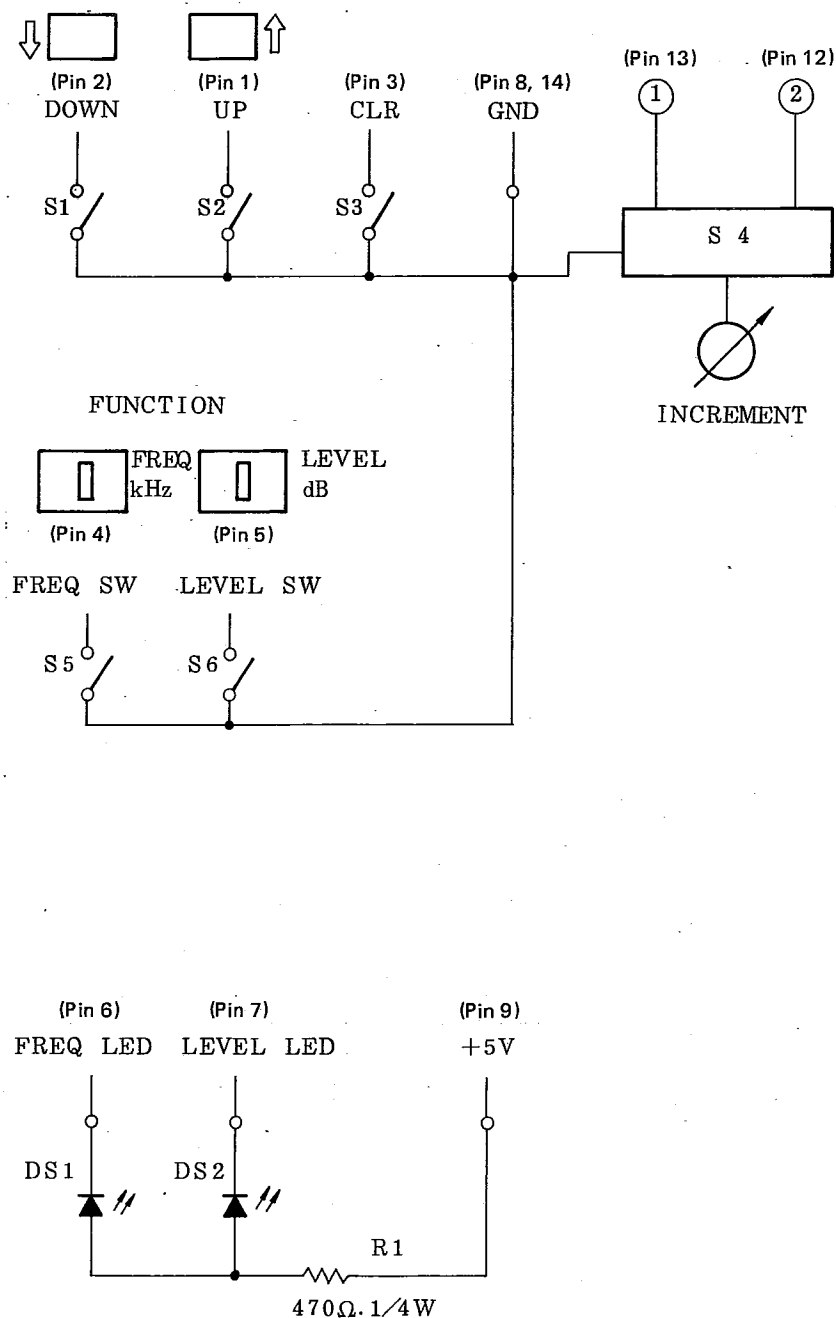 (Pin 2) (Pin 1) (Pin 3) (Pin 8, 14) (Pin 13) (Pin 12)
DOWN UP CLR GND 1 2
S1 S2 S3 S 4
INCREMENT
FUNCTION
FREQ LEVEL
kHz dB
(Pin 4) (Pin 5)
FREQ SW LEVEL SW
S5 S6
(Pin 6) (Pin 7) (Pin 9)
FREQ LED LEVEL LED +5V
DS1 DS2
R1
470Ω.1/4W